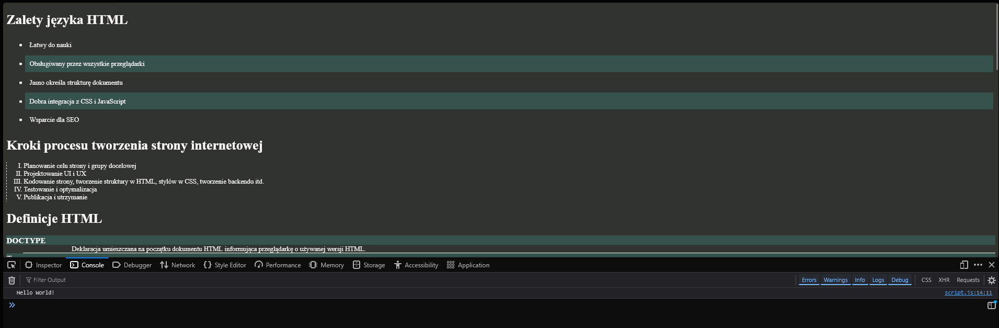 Zalety języka HTML
Łatwy do nauki
Obsługiwany przez wszystkie przeglądarki
Jasno określa strukturę dokumentu
Dobra integracja z CSS i JavaScript
Wsparcie dla SEO
Kroki procesu tworzenia strony internetowej
I. Planowanie celu strony i grupy docelowej
II. Projektowanie UI i UX
III. Kodowanie strony, tworzenie struktury w HTML, stylów w CSS, tworzenie backendu itd.
IV. Testowanie i optymalizacja
V. Publikacja i utrzymanie
Definicje HTML
DOCTYPE
Deklaracja umieszczana na początku dokumentu HTML informująca przeglądarkę o używanej wersji HTML.
Inspector Console Debugger Network Style Editor Performance Memory Storage Accessibility Application
Filter Output Errors Warnings Info Logs Debug CSS XHR Requests
Hello World! script.js:14:11